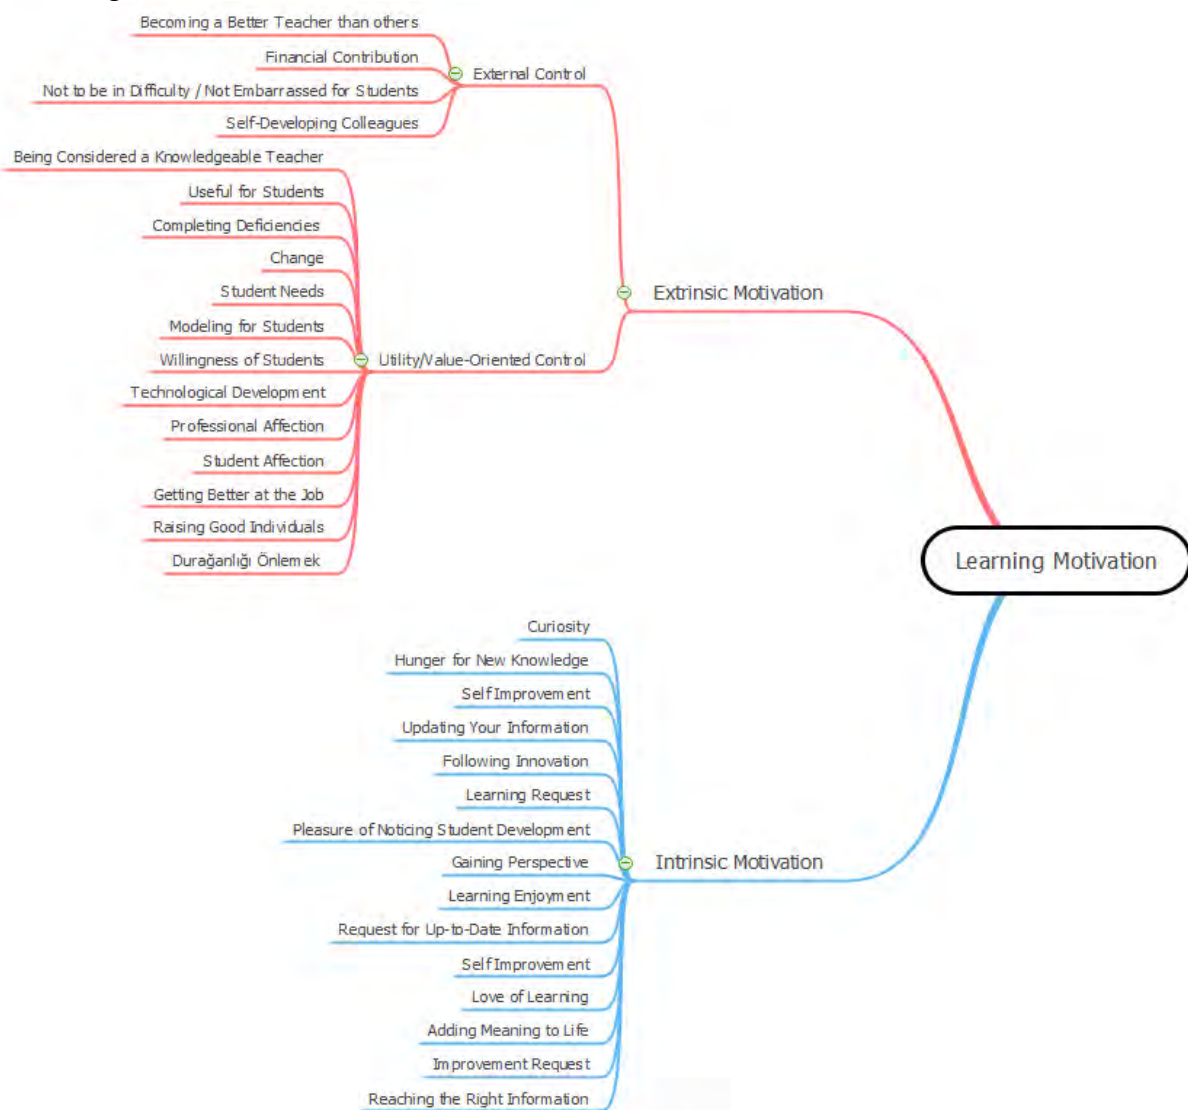 Becoming a Better Teacher than others
Financial Contribution
External Control
Not to be in Difficulty / Not Embarrassed for Students
Self-Developing Colleagues
Being Considered a Knowledgeable Teacher
Useful for Students
Completing Deficiencies
Change
Student Needs
Extrinsic Motivation
Modeling for Students
Willingness of Students
Utility/Value-Oriented Control
Technological Development
Professional Affection
Student Affection
Getting Better at the Job
Raising Good Individuals
Durağanlığı Önlemek
Learning Motivation
Curiosity
Hunger for New Knowledge
Self Improvement
Updating Your Information
Following Innovation
Learning Request
Pleasure of Noticing Student Development
Gaining Perspective
Intrinsic Motivation
Learning Enjoyment
Request for Up-to-Date Information
Self Improvement
Love of Learning
Adding Meaning to Life
Improvement Request
Reaching the Right Information